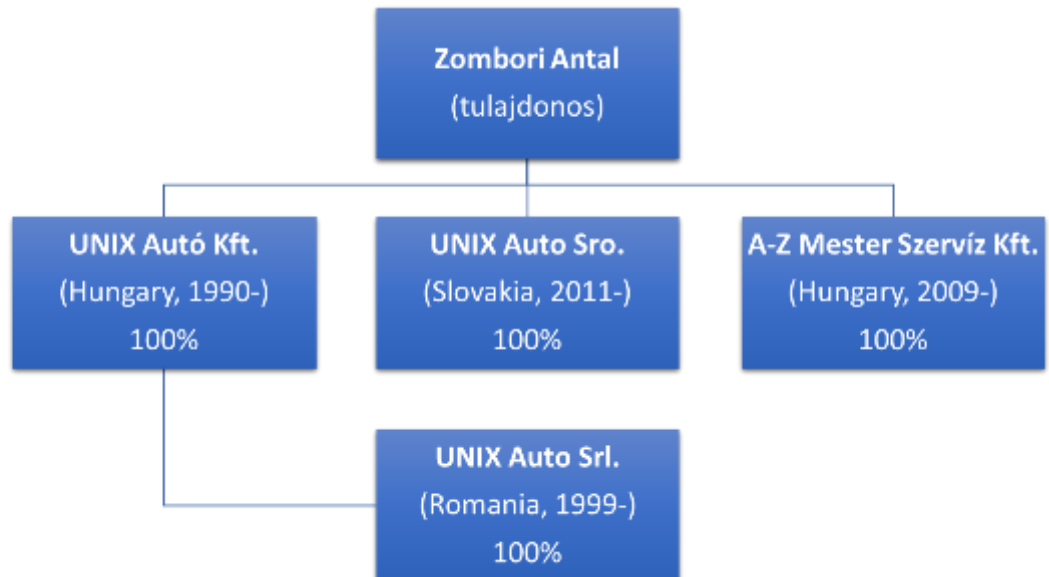 Zombori Antal
(tulajdonos)
UNIX Autó Kft.
(Hungary, 1990-)
100%
UNIX Auto Sro.
(Slovakia, 2011-)
100%
A-Z Mester Szervíz Kft.
(Hungary, 2009-)
100%
UNIX Auto Srl.
(Romania, 1999-)
100%